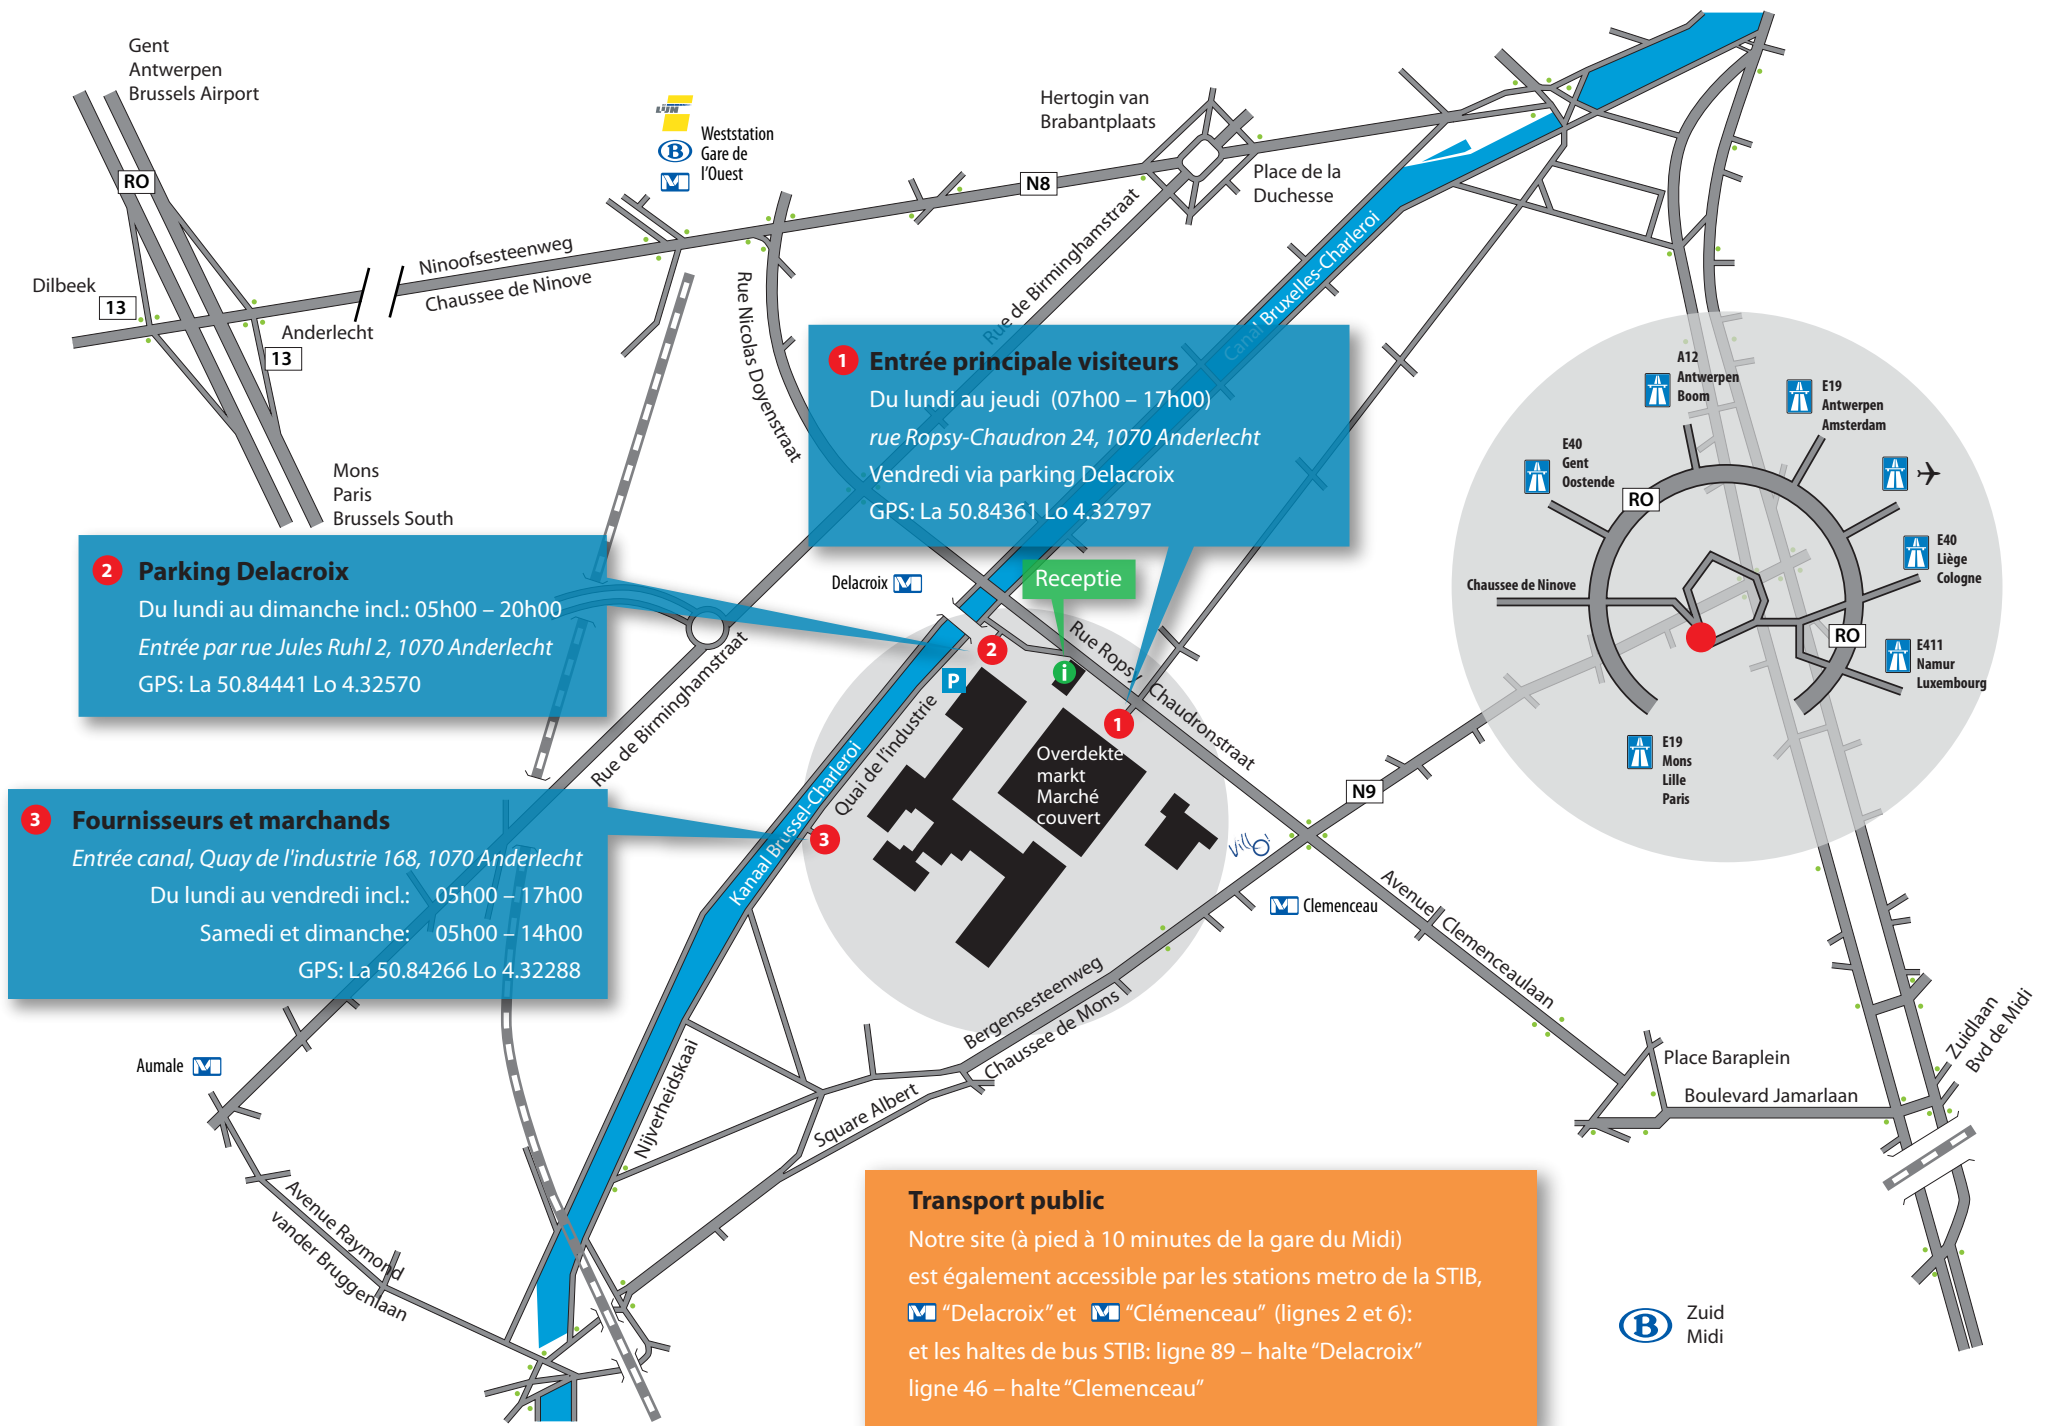 Gent
Antwerpen
Brussels Airport
RO
Dilbeek
13
Anderlecht
13
Mons
Paris
Brussels South
LIJN
B
M
Weststation
Gare de
l'Ouest
Ninoofsesteenweg
Chaussee de Ninove
Rue Nicolas Doyenstraat
N8
Hertogin van
Brabantplaats
Place de la
Duchesse
Rue de Birminghamstraat
Canal Bruxelles-Charleroi
1 Entrée principale visiteurs
Du lundi au jeudi (07h00 – 17h00)
rue Ropsy-Chaudron 24, 1070 Anderlecht
Vendredi via parking Delacroix
GPS: La 50.84361 Lo 4.32797
2 Parking Delacroix
Du lundi au dimanche incl.: 05h00 – 20h00
Entrée par rue Jules Ruhl 2, 1070 Anderlecht
GPS: La 50.84441 Lo 4.32570
3 Fournisseurs et marchands
Entrée canal, Quay de l'industrie 168, 1070 Anderlecht
Du lundi au vendredi incl.: 05h00 – 17h00
Samedi et dimanche: 05h00 – 14h00
GPS: La 50.84266 Lo 4.32288
Delacroix M
Receptie
2
i
P
1
3
Rue Ropsy
Chaudronstraat
Quai de l'industrie
Kanaal Brussel-Charleroi
Rue de Birminghamstraat
Overdekte
markt
Marché
couvert
Vill O!
N9
M Clemenceau
Avenue Clemenceaulaan
Bergensesteenweg
Chaussee de Mons
Square Albert
Nijverheidskaai
Aumale M
Avenue Raymond
vander Bruggenlaan
Place Baraplein
Boulevard Jamarlaan
Zuidlaan
Bvd de Midi
B
Zuid
Midi
A12
Antwerpen
Boom
E19
Antwerpen
Amsterdam
E40
Gent
Oostende
RO
E40
Liège
Cologne
Chaussee de Ninove
RO
E411
Namur
Luxembourg
E19
Mons
Lille
Paris
Transport public
Notre site (à pied à 10 minutes de la gare du Midi)
est également accessible par les stations metro de la STIB,
M “Delacroix” et M “Clémenceau” (lignes 2 et 6):
et les haltes de bus STIB: ligne 89 – halte “Delacroix”
ligne 46 – halte “Clemenceau”